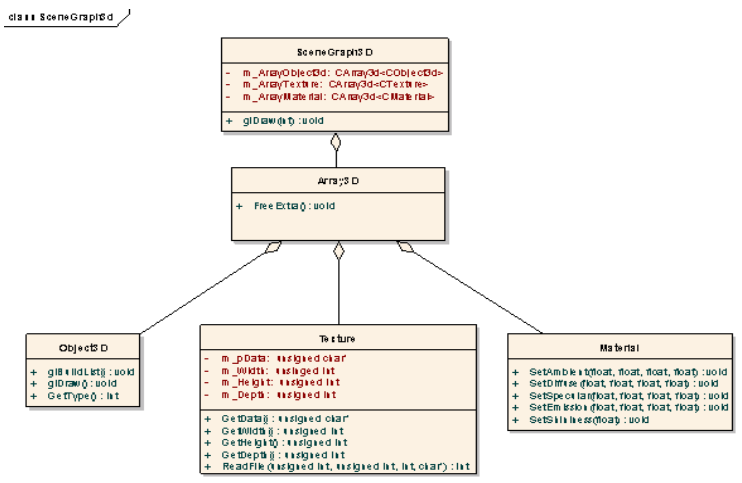 class SceneGraph3d
SceneGraph3D
- m_ArrayObject3d: CArray3d<CObject3d>
- m_ArrayTexture: CArray3d<CTexture>
- m_ArrayMaterial: CArray3d<CMaterial>
+ glDraw(int) : void
Array3D
+ FreeExtra() : void
Object3D
+ glBuildList() : void
+ glDraw() : void
+ GetType() : int
Texture
- m_pData: unsigned char*
- m_Width: unsinged int
- m_Height: unsigned int
- m_Depth: unsigned int
+ GetData() : unsigned char*
+ GetWidth() : unsigned int
+ GetHeight() : unsigned int
+ GetDepth() : unsigned int
+ ReadFile(unsigned int, unsigned int, int, char*) : int
Material
+ SetAmbient(float, float, float, float) : void
+ SetDiffuse(float, float, float, float) : void
+ SetSpecular(float, float, float, float) : void
+ SetEmission(float, float, float, float) : void
+ SetShininess(float) : void